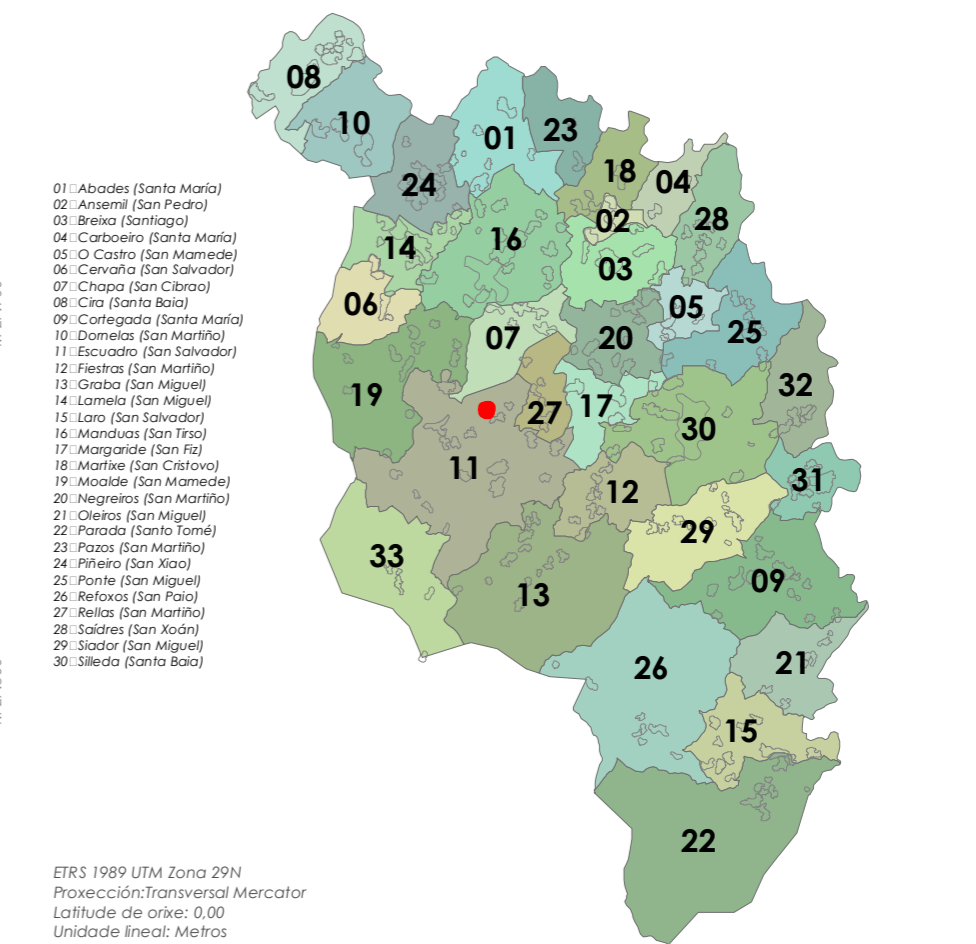 08
10
01
23
18
04
24
02
28
14
16
03
06
05
07
20
25
19
27
17
32
30
11
12
31
29
33
13
09
26
21
15
22
01 Abades (Santa María)
02 Ansemil (San Pedro)
03 Breixa (Santiago)
04 Carboeiro (Santa María)
05 O Castro (San Mamede)
06 Cervaña (San Salvador)
07 Chapa (San Cibrao)
08 Cira (Santa Baia)
09 Cortegada (Santa María)
10 Dornelas (San Martiño)
11 Escuadro (San Salvador)
12 Fiestras (San Martiño)
13 Graba (San Miguel)
14 Lamela (San Miguel)
15 Laro (San Salvador)
16 Manduas (San Tirso)
17 Margaride (San Fiz)
18 Martixe (San Cristovo)
19 Moalde (San Mamede)
20 Negreiros (San Martiño)
21 Oleiros (San Miguel)
22 Parada (Santo Tomé)
23 Pazos (San Martiño)
24 Piñeiro (San Xiao)
25 Ponte (San Miguel)
26 Refoxos (San Paio)
27 Rellas (San Martiño)
28 Saídres (San Xoán)
29 Siador (San Miguel)
30 Silleda (Santa Baia)
ETRS 1989 UTM Zona 29N
Proxección:Transversal Mercator
Latitude de orixe: 0,00
Unidade lineal: Metros